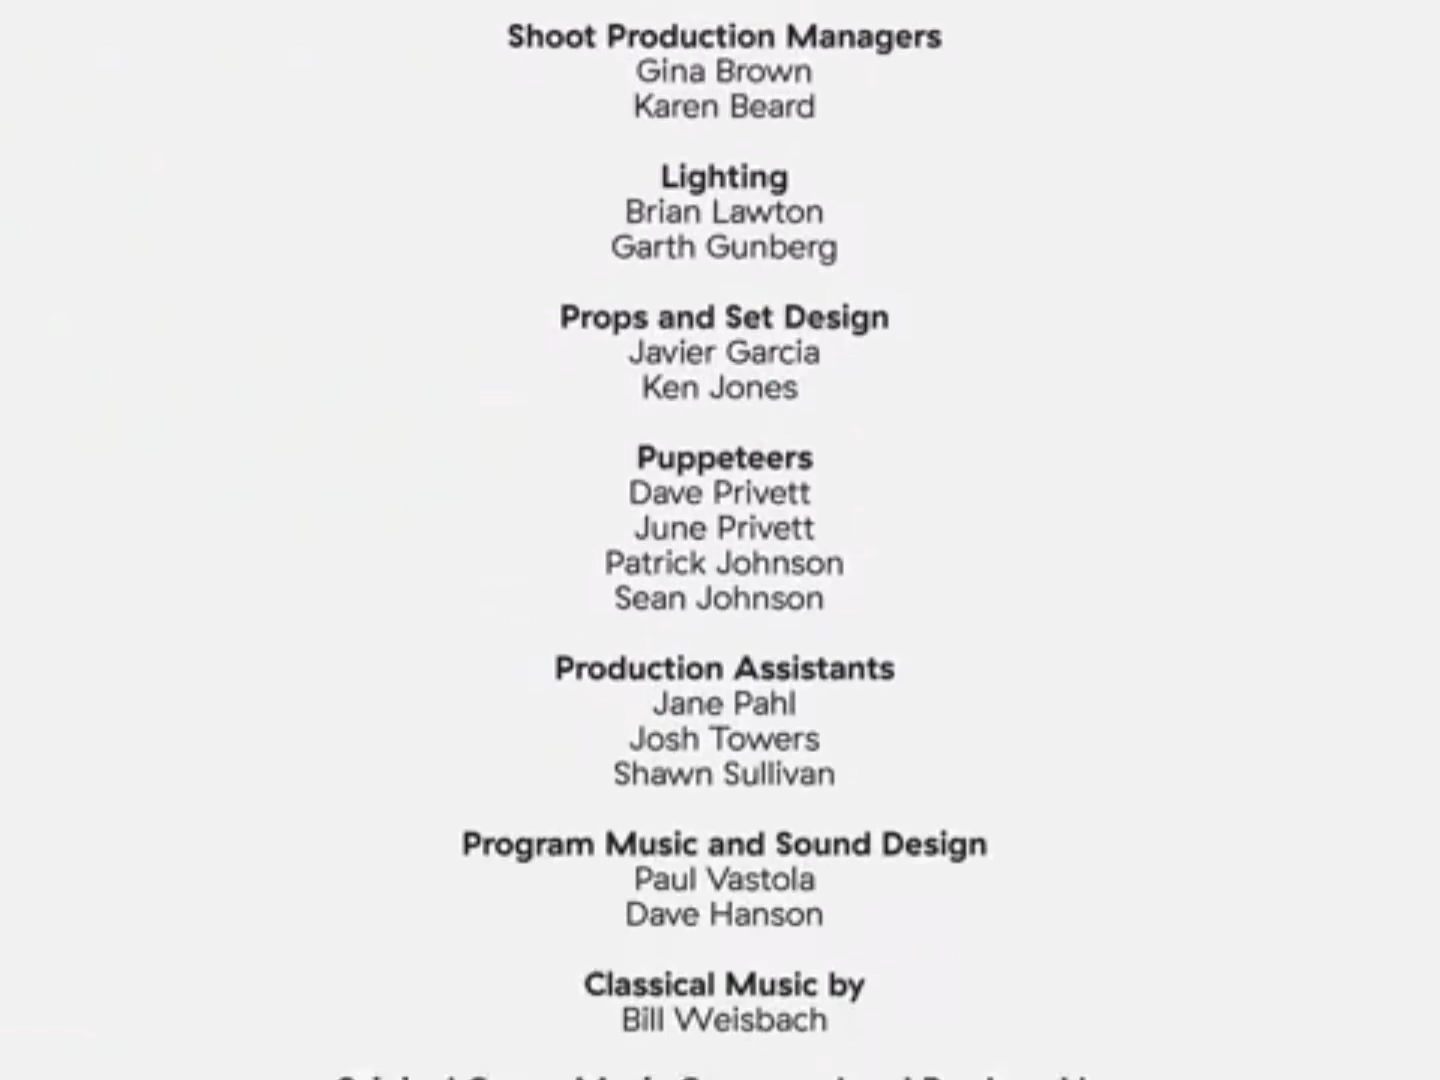 Shoot Production Managers
Gina Brown
Karen Beard
Lighting
Brian Lawton
Garth Gunberg
Props and Set Design
Javier Garcia
Ken Jones
Puppeteers
Dave Privett
June Privett
Patrick Johnson
Sean Johnson
Production Assistants
Jane Pahl
Josh Towers
Shawn Sullivan
Program Music and Sound Design
Paul Vastola
Dave Hanson
Classical Music by
Bill Weisbach